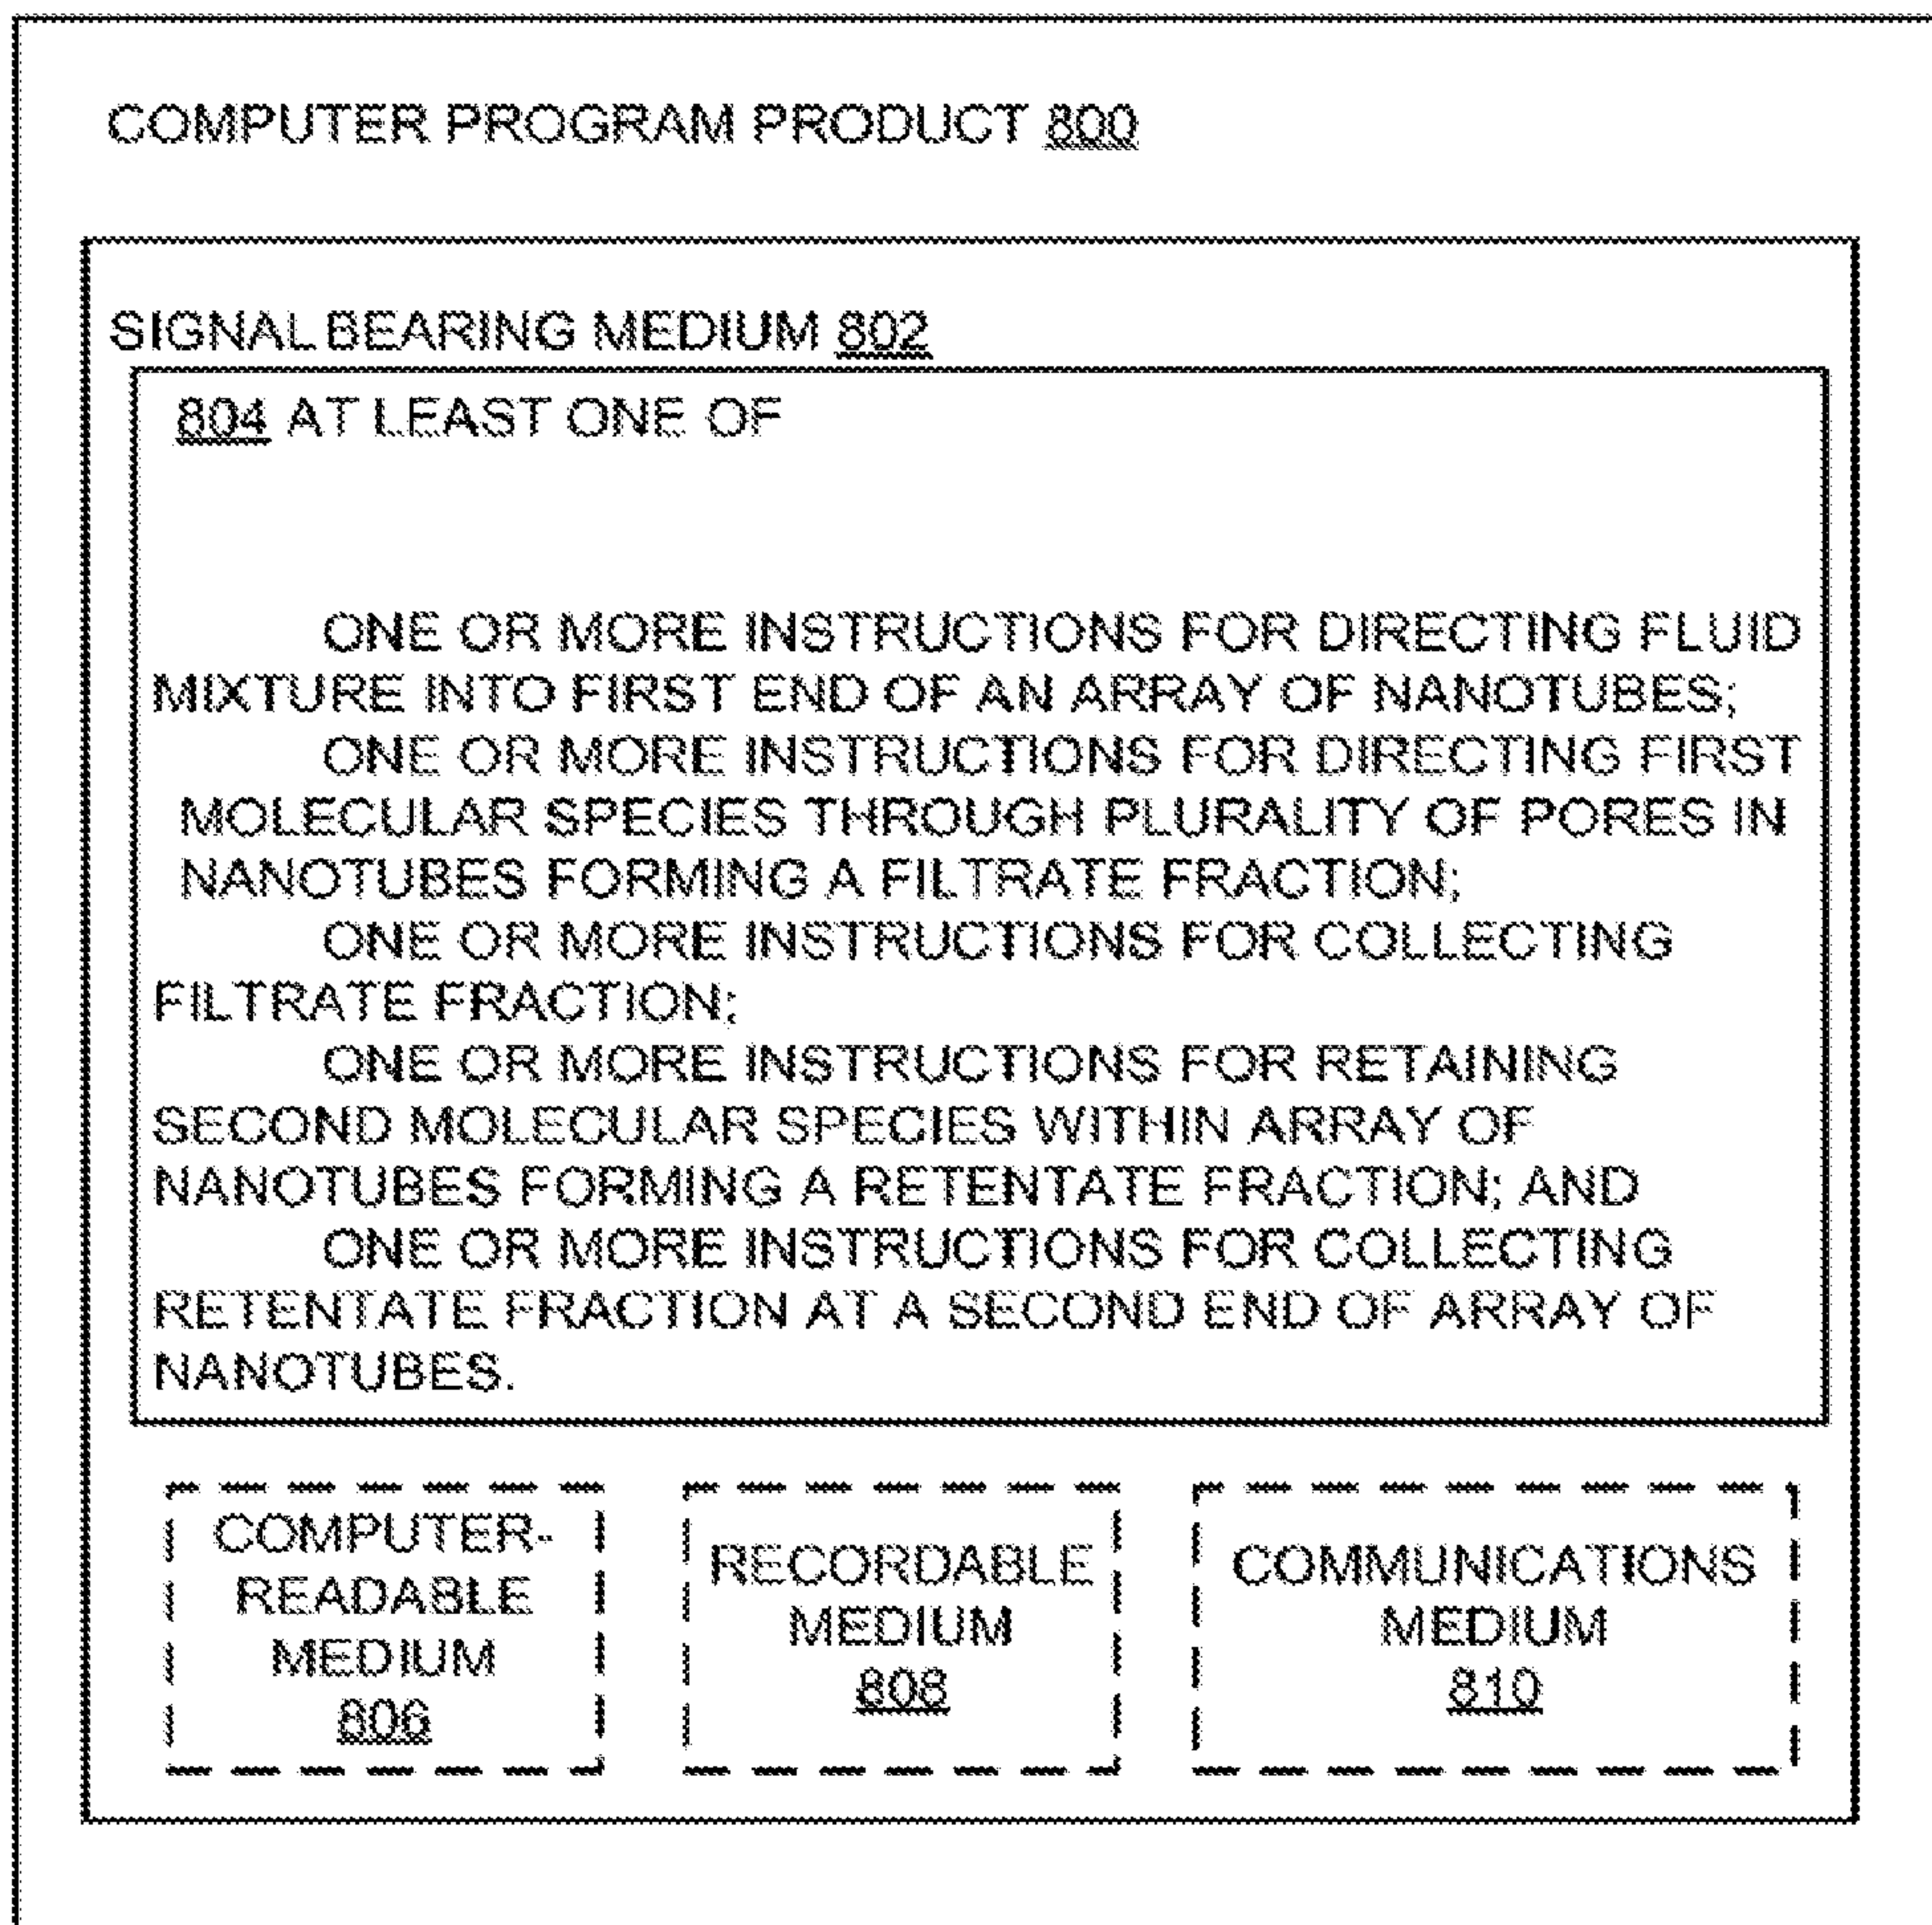 COMPUTER PROGRAM PRODUCT 800
SIGNAL BEARING MEDIUM 802
804 AT LEAST ONE OF
ONE OR MORE INSTRUCTIONS FOR DIRECTING FLUID
MIXTURE INTO FIRST END OF AN ARRAY OF NANOTUBES;
ONE OR MORE INSTRUCTIONS FOR DIRECTING FIRST
MOLECULAR SPECIES THROUGH PLURALITY OF PORES IN
NANOTUBES FORMING A FILTRATE FRACTION;
ONE OR MORE INSTRUCTIONS FOR COLLECTING
FILTRATE FRACTION;
ONE OR MORE INSTRUCTIONS FOR RETAINING
SECOND MOLECULAR SPECIES WITHIN ARRAY OF
NANOTUBES FORMING A RETENTATE FRACTION; AND
ONE OR MORE INSTRUCTIONS FOR COLLECTING
RETENTATE FRACTION AT A SECOND END OF ARRAY OF
NANOTUBES.
COMPUTER-
READABLE
MEDIUM
806
RECORDABLE
MEDIUM
808
COMMUNICATIONS
MEDIUM
810